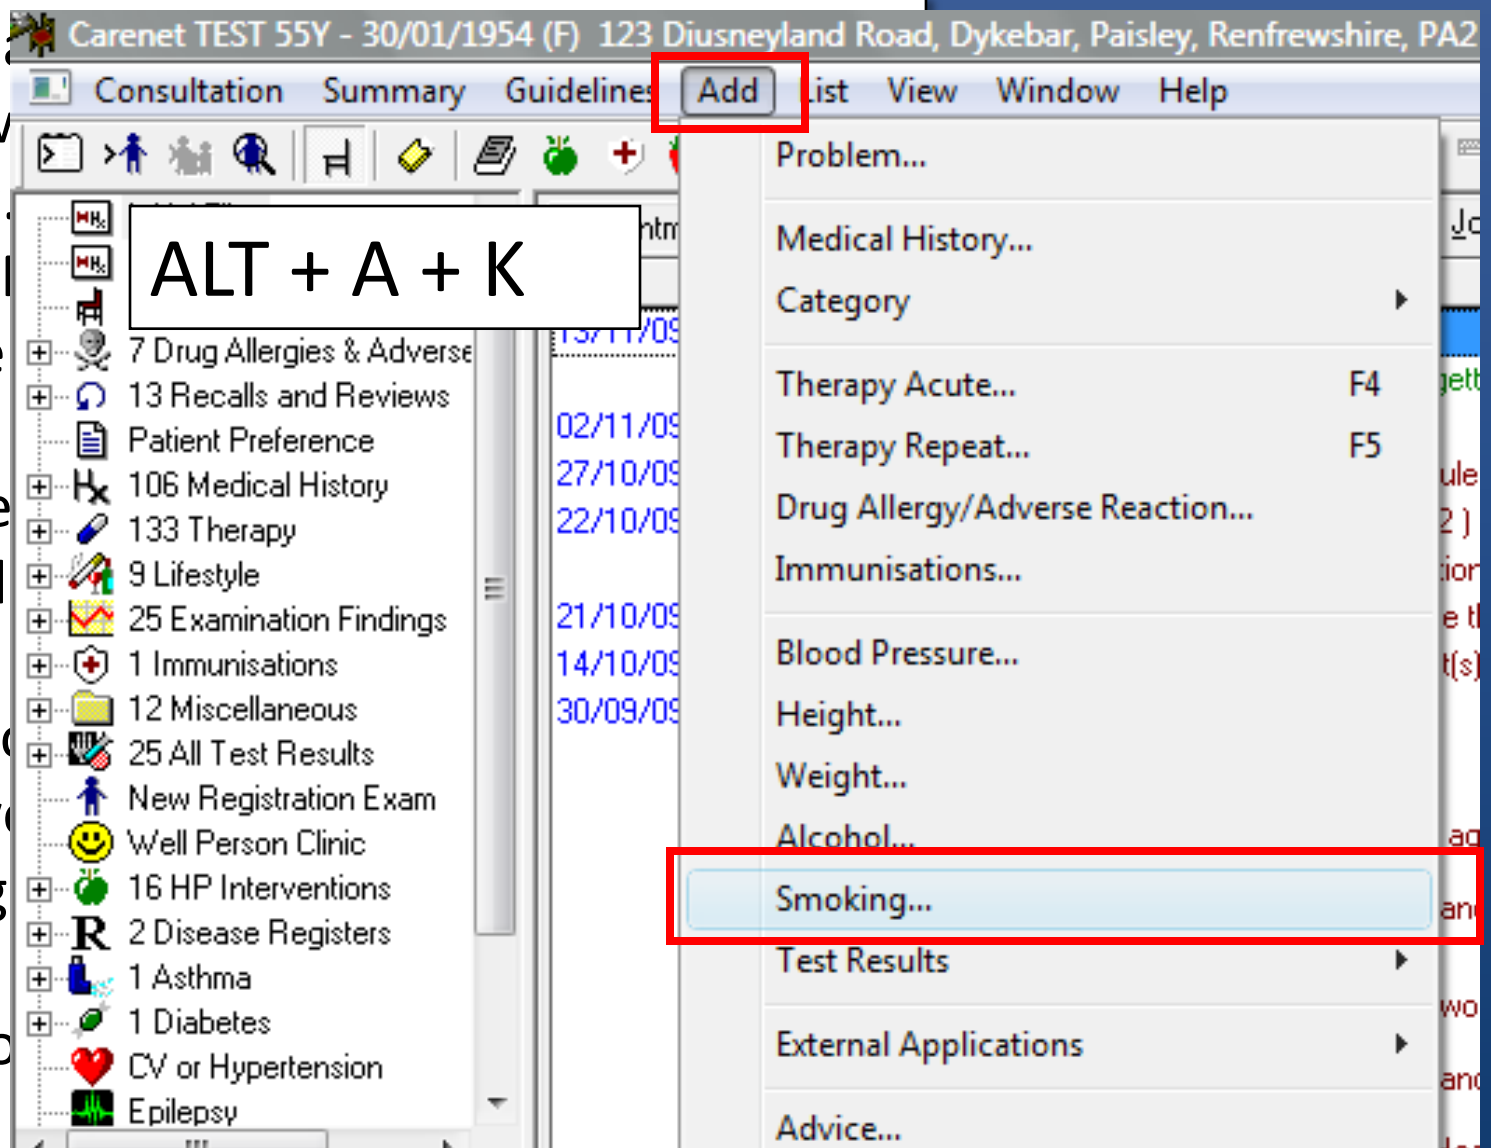 Carenet TEST 55Y - 30/01/1954 (F) 123 Diusneyland Road, Dykebar, Paisley, Renfrewshire, PA2
Consultation Summary Guidelines Add List View Window Help
ALT + A + K
7 Drug Allergies & Adverse
13 Recalls and Reviews
Patient Preference
106 Medical History
133 Therapy
9 Lifestyle
25 Examination Findings
1 Immunisations
12 Miscellaneous
25 All Test Results
New Registration Exam
Well Person Clinic
16 HP Interventions
2 Disease Registers
1 Asthma
1 Diabetes
CV or Hypertension
Epilepsy
13/11/09
02/11/09
27/10/09
22/10/09
21/10/09
14/10/09
30/09/09
Problem...
Medical History...
Category
Therapy Acute... F4
Therapy Repeat... F5
Drug Allergy/Adverse Reaction...
Immunisations...
Blood Pressure...
Height...
Weight...
Alcohol...
Smoking...
Test Results
External Applications
Advice...